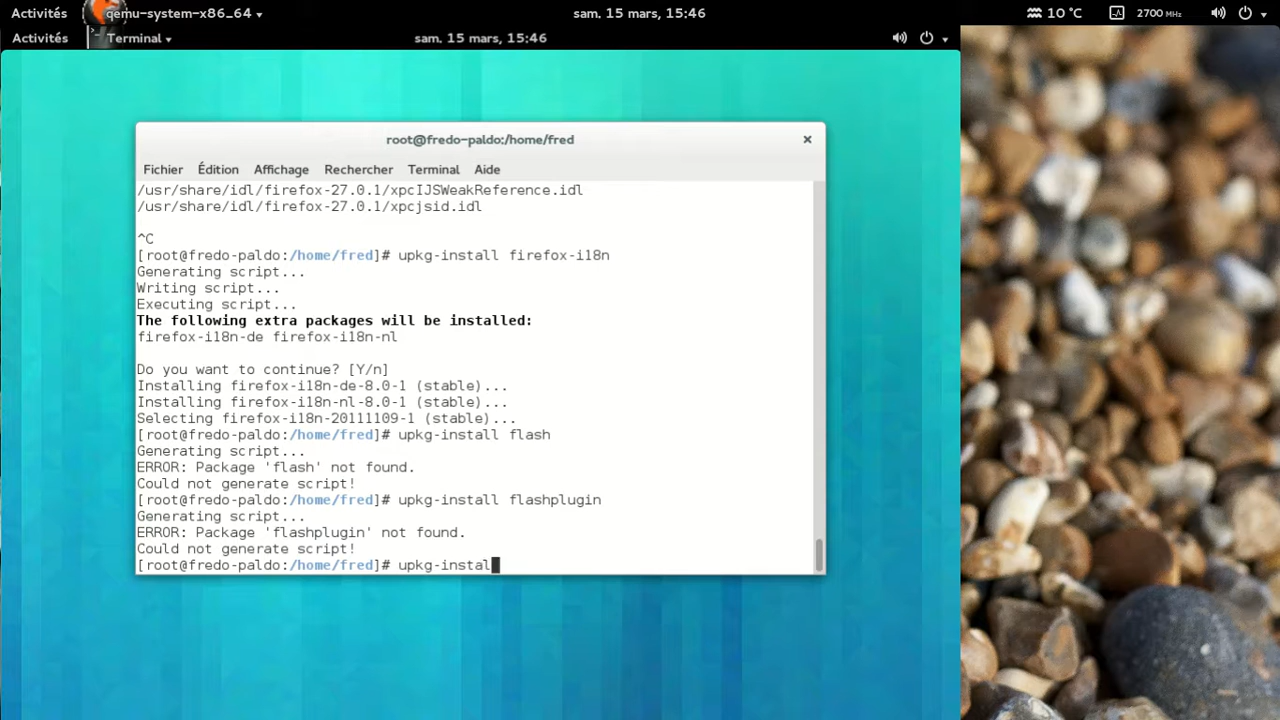 Activités qemu-system-x86_64 sam. 15 mars, 15:46 10 °C 2700 MHz
Activités Terminal sam. 15 mars, 15:46
root@fredo-paldo:/home/fred
Fichier Édition Affichage Rechercher Terminal Aide
/usr/share/idl/firefox-27.0.1/xpcIJSWeakReference.idl
/usr/share/idl/firefox-27.0.1/xpcjsid.idl
^C
[root@fredo-paldo:/home/fred]# upkg-install firefox-i18n
Generating script...
Writing script...
Executing script...
The following extra packages will be installed:
firefox-i18n-de firefox-i18n-nl
Do you want to continue? [Y/n]
Installing firefox-i18n-de-8.0-1 (stable)...
Installing firefox-i18n-nl-8.0-1 (stable)...
Selecting firefox-i18n-20111109-1 (stable)...
[root@fredo-paldo:/home/fred]# upkg-install flash
Generating script...
ERROR: Package 'flash' not found.
Could not generate script!
[root@fredo-paldo:/home/fred]# upkg-install flashplugin
Generating script...
ERROR: Package 'flashplugin' not found.
Could not generate script!
[root@fredo-paldo:/home/fred]# upkg-instal